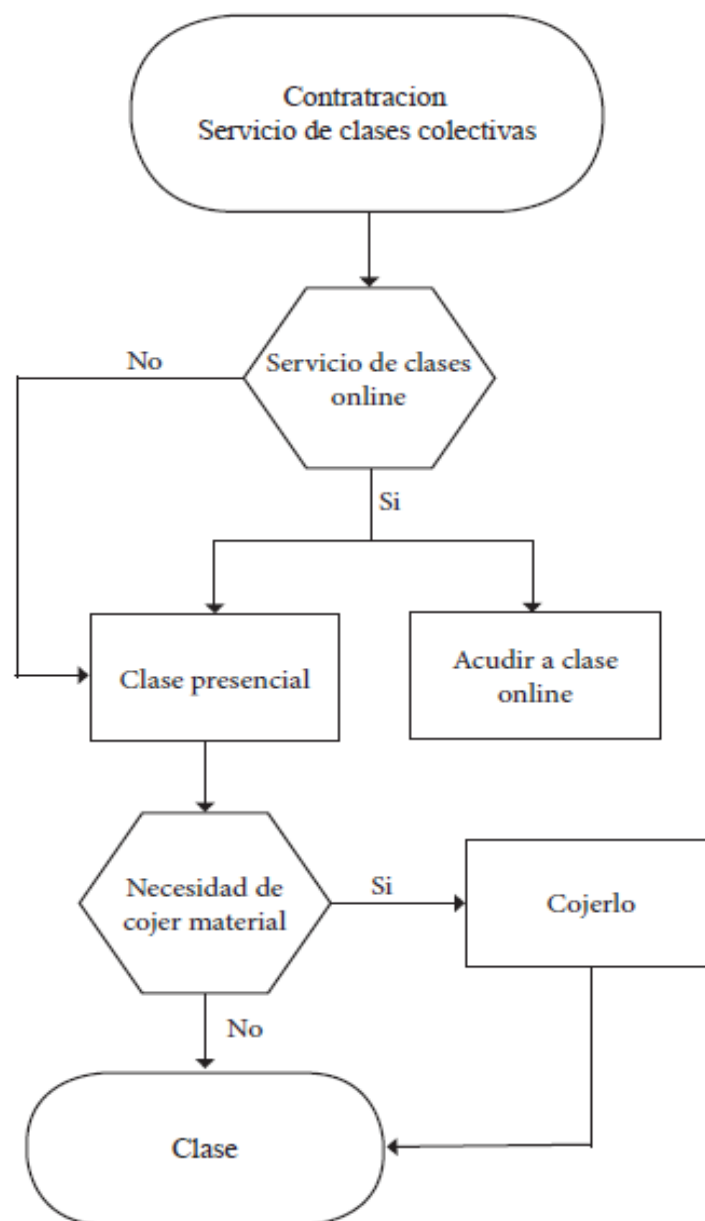 Contratracion
Servicio de clases colectivas
No
Servicio de clases
online
Si
Clase presencial
Acudir a clase
online
Necesidad de
cojer material
Si
Cojerlo
No
Clase